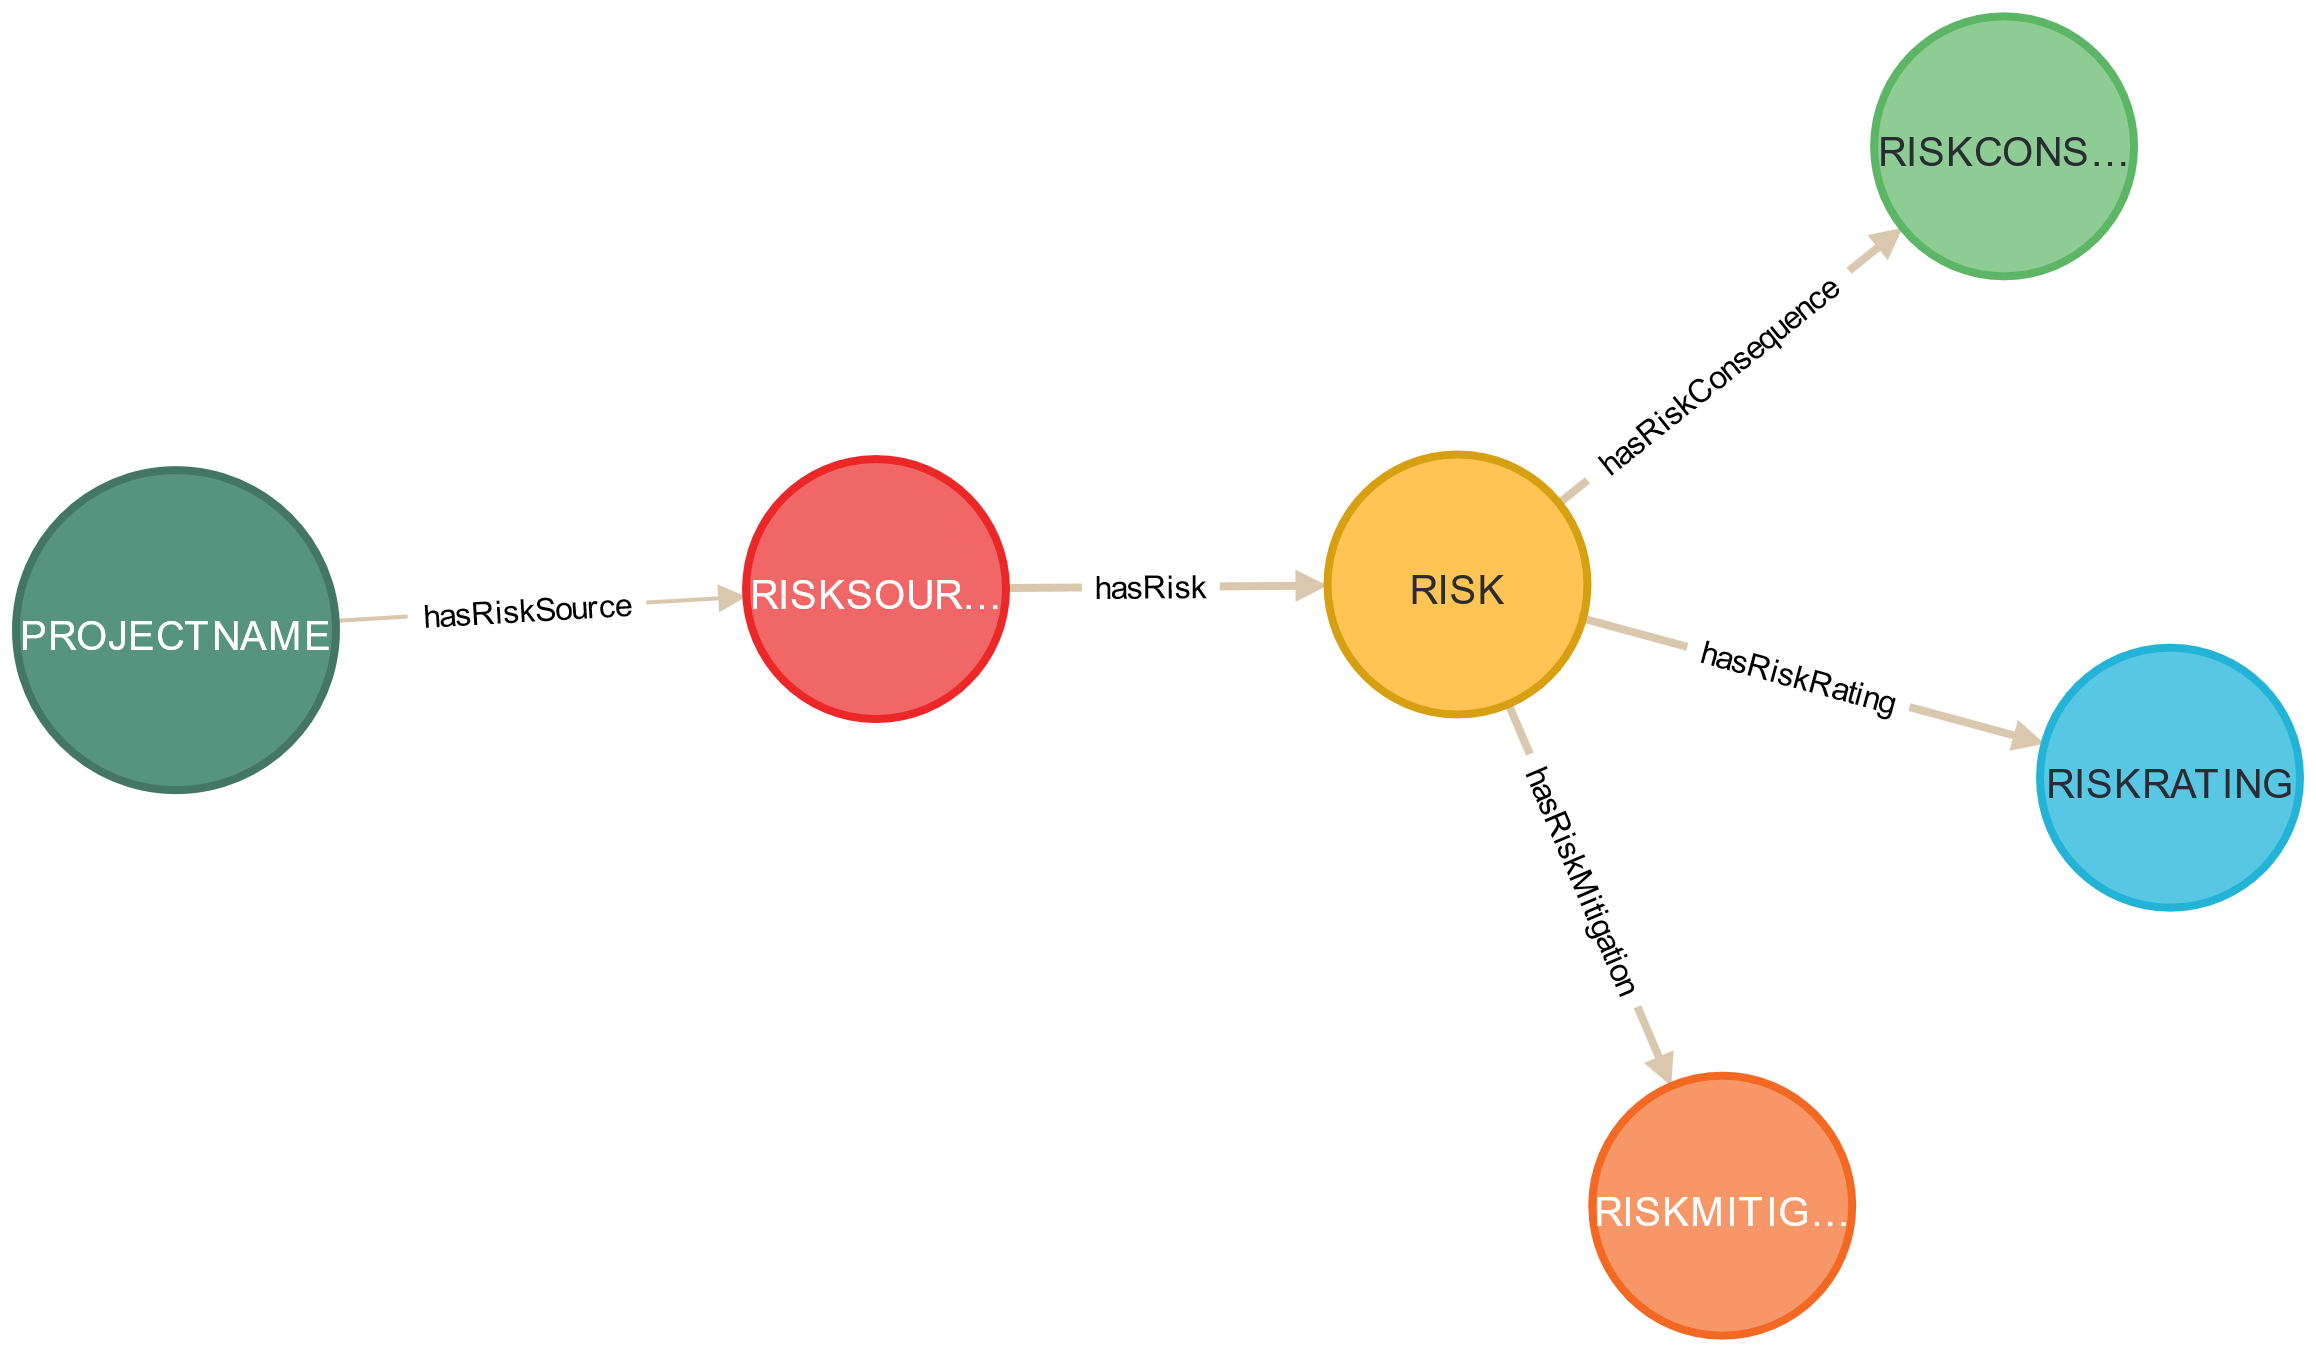 RISKCONS...
hasRiskConsequence
PROJECTNAME
hasRiskSource
RISKSOUR...
hasRisk
RISK
hasRiskRating
RISKRATING
hasRiskMitigation
RISKMITIG...